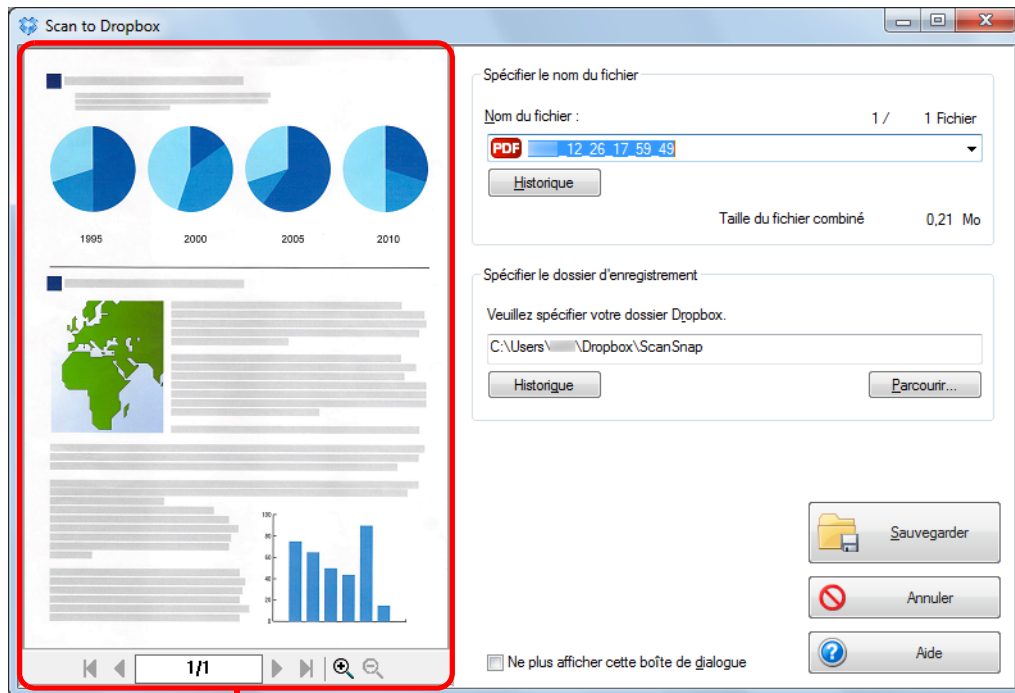 Scan to Dropbox
1995 2000 2005 2010
100
80
60
40
20
0
1/1
Spécifier le nom du fichier
Nom du fichier : 1 / 1 Fichier
PDF _12_26_17_59_49
Historique
Taille du fichier combiné 0,21 Mo
Spécifier le dossier d'enregistrement
Veuillez spécifier votre dossier Dropbox.
C:\Users\ \Dropbox\ScanSnap
Historique Parcourir...
Sauvegarder
Annuler
Ne plus afficher cette boîte de dialogue
Aide